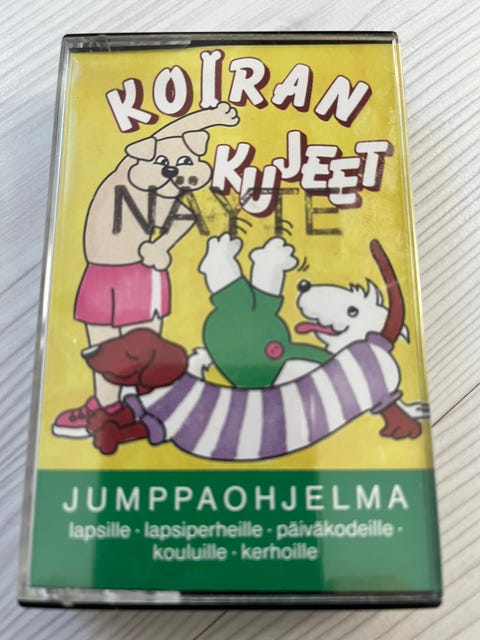 KOIRAN
KUJEET
NÄYTE
JUMPPAOHJELMA
lapsille · lapsiperheille · päiväkodeille ·
kouluille · kerhoille